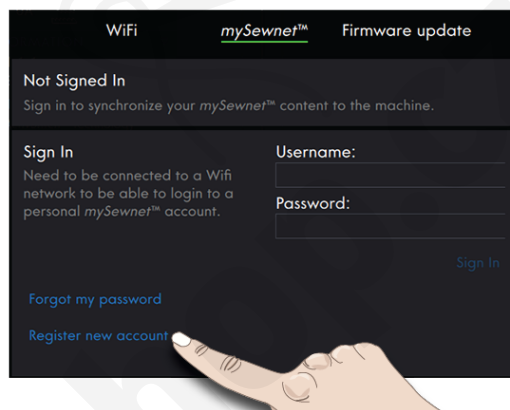 WiFi mySewnet™ Firmware update
Not Signed In
Sign in to synchronize your mySewnet™ content to the machine.
Sign In
Need to be connected to a Wifi
network to be able to login to a
personal mySewnet™ account.
Username:
Password:
Sign In
Forgot my password
Register new account